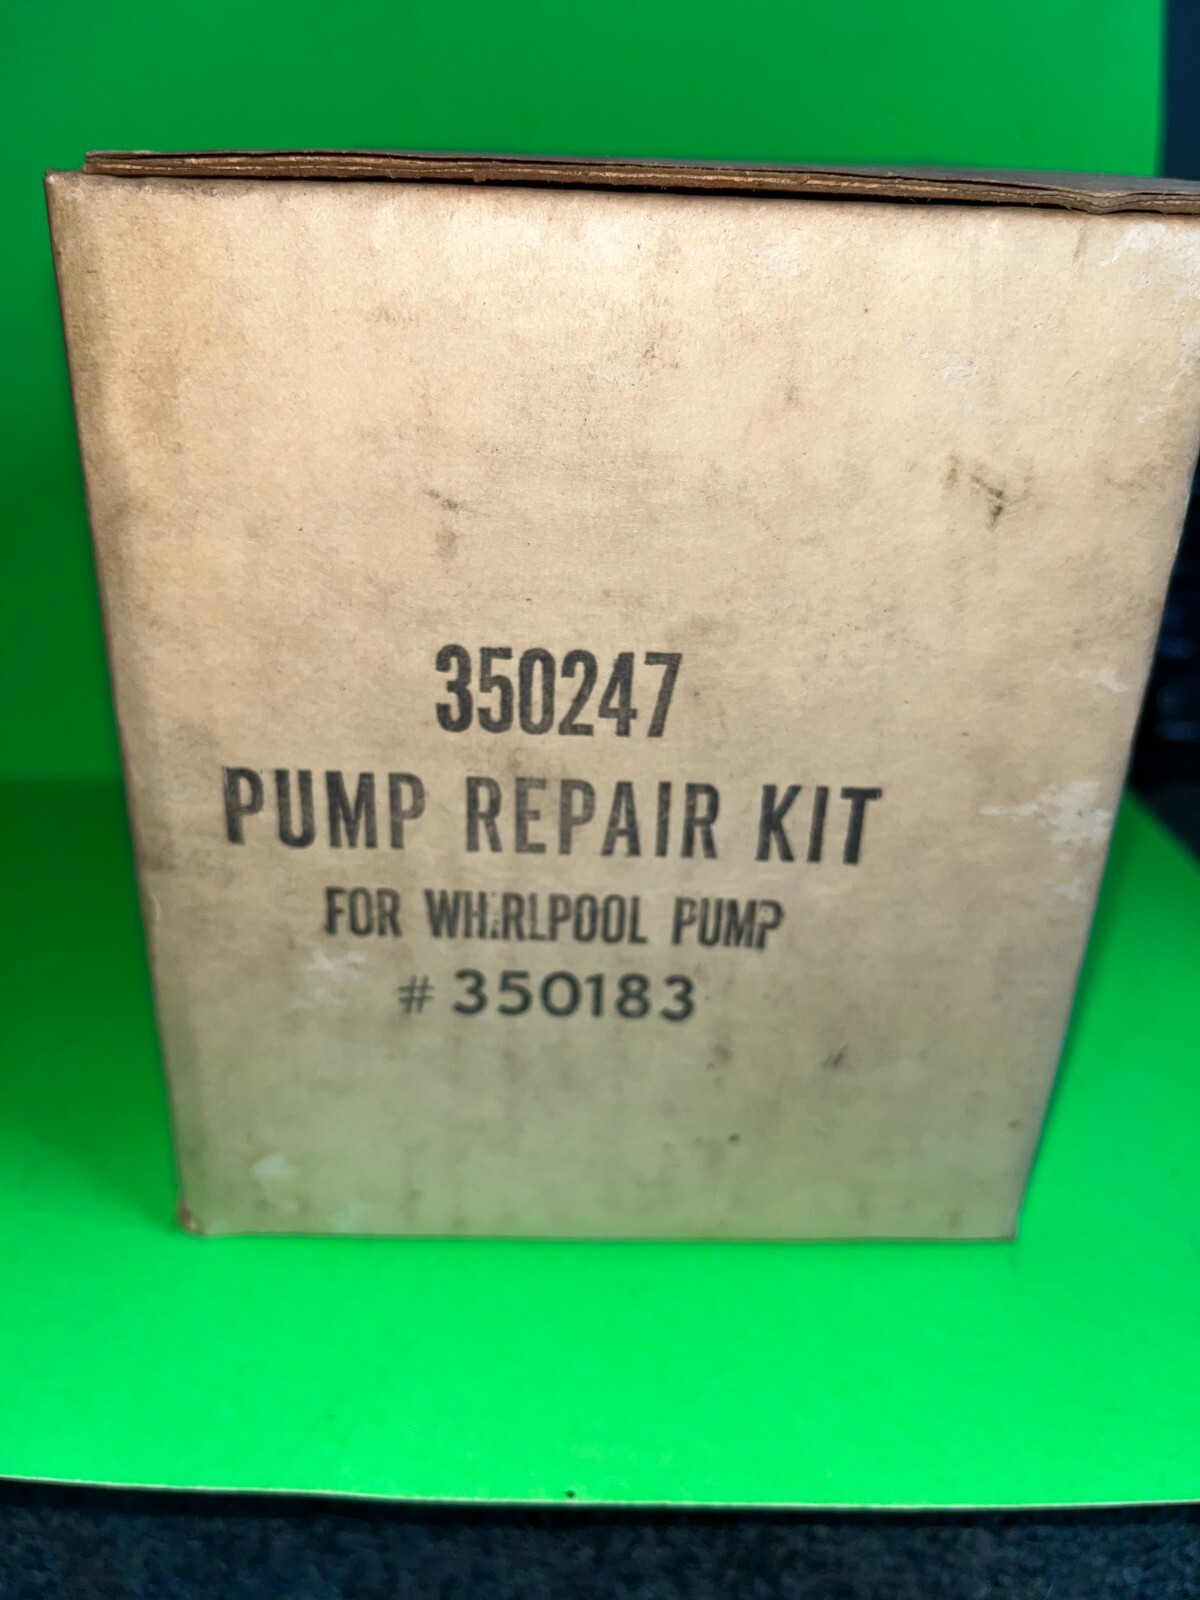 350247
PUMP REPAIR KIT
FOR WHIRLPOOL PUMP
# 350183